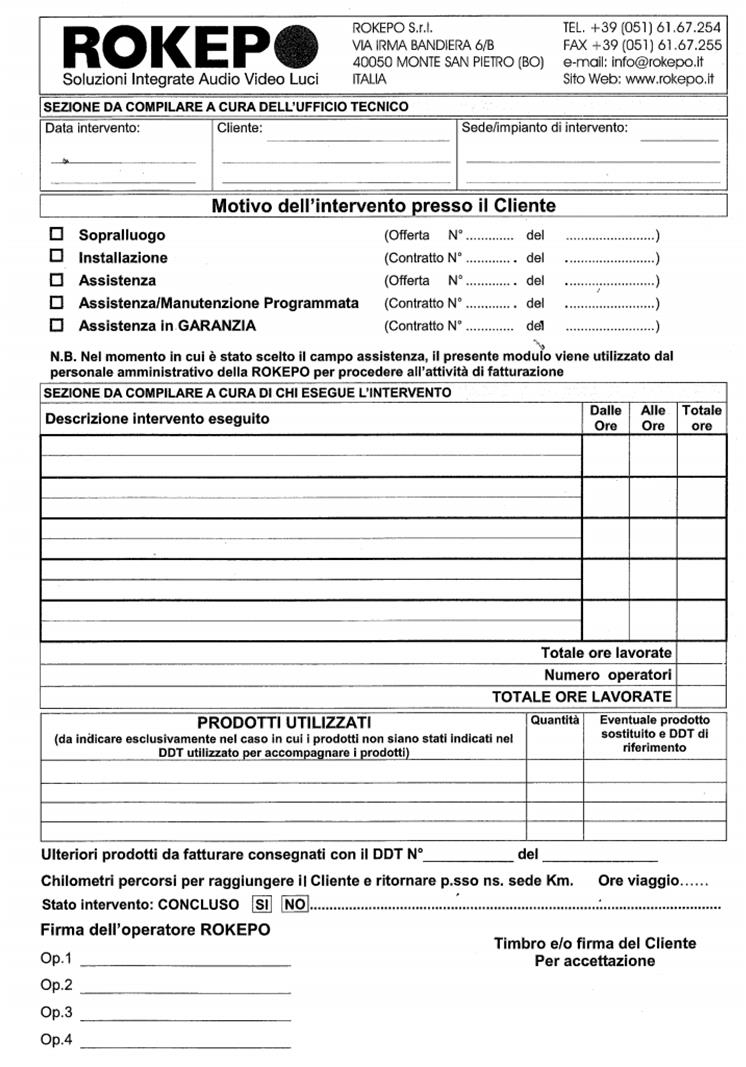 ROKEPO
Soluzioni Integrate Audio Video Luci
ROKEPO S.r.l.
VIA IRMA BANDIERA 6/B
40050 MONTE SAN PIETRO (BO)
ITALIA
TEL. +39 (051) 61.67.254
FAX +39 (051) 61.67.255
e-mail: info@rokepo.it
Sito Web: www.rokepo.it
SEZIONE DA COMPILARE A CURA DELL'UFFICIO TECNICO
Data intervento: Cliente: Sede/impianto di intervento:
Motivo dell'intervento presso il Cliente
Sopralluogo (Offerta N° ............ del ........................)
Installazione (Contratto N° ............. del ........................)
Assistenza (Offerta N° ............. del ........................)
Assistenza/Manutenzione Programmata (Contratto N° ............. del ........................)
Assistenza in GARANZIA (Contratto N° ............ del ........................)
N.B. Nel momento in cui è stato scelto il campo assistenza, il presente modulo viene utilizzato dal
personale amministrativo della ROKEPO per procedere all'attività di fatturazione
SEZIONE DA COMPILARE A CURA DI CHI ESEGUE L'INTERVENTO
Descrizione intervento eseguito
Dalle Ore
Alle Ore
Totale ore
Totale ore lavorate
Numero operatori
TOTALE ORE LAVORATE
PRODOTTI UTILIZZATI
(da indicare esclusivamente nel caso in cui i prodotti non siano stati indicati nel
DDT utilizzato per accompagnare i prodotti)
Quantità
Eventuale prodotto
sostituito e DDT di
riferimento
Ulteriori prodotti da fatturare consegnati con il DDT N°___________ del ______________
Chilometri percorsi per raggiungere il Cliente e ritornare p.sso ns. sede Km. Ore viaggio......
Stato intervento: CONCLUSO SI NO..........................................................................
Firma dell'operatore ROKEPO
Timbro e/o firma del Cliente
Per accettazione
Op.1
Op.2
Op.3
Op.4